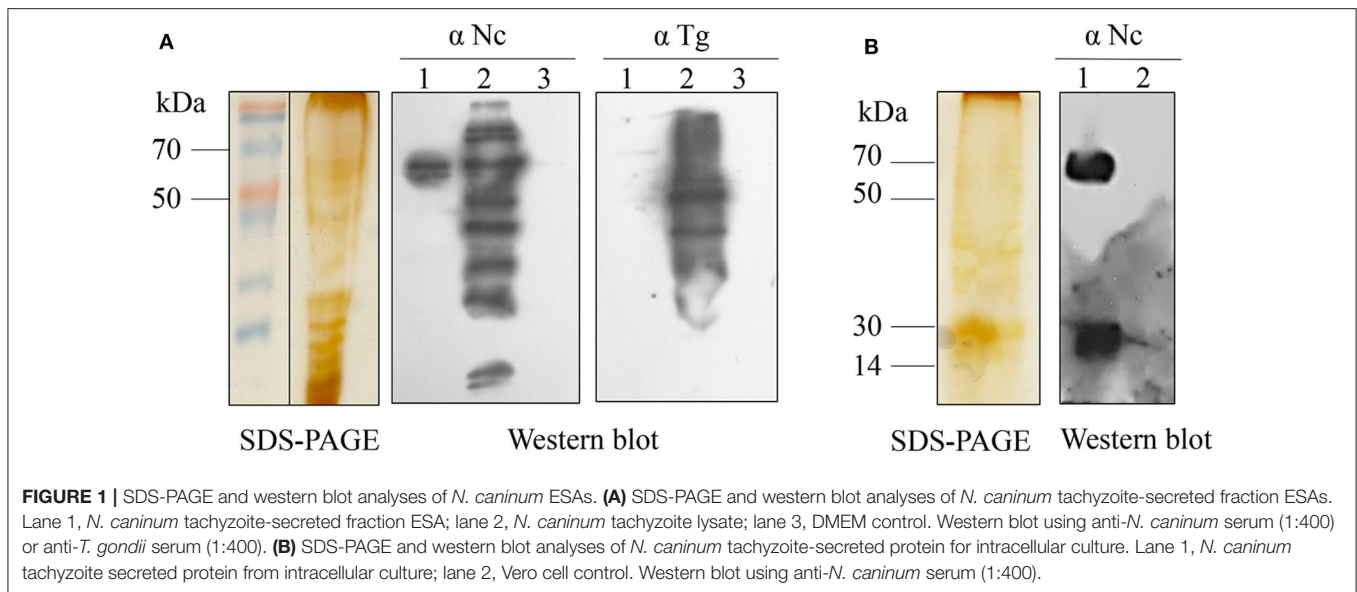 A
α Nc
α Tg
B
α Nc
1 2 3
1 2 3
1 2
kDa
70
50
kDa
70
50
30
14
SDS-PAGE
Western blot
SDS-PAGE
Western blot
FIGURE 1 | SDS-PAGE and western blot analyses of N. caninum ESAs. (A) SDS-PAGE and western blot analyses of N. caninum tachyzoite-secreted fraction ESAs.
Lane 1, N. caninum tachyzoite-secreted fraction ESA; lane 2, N. caninum tachyzoite lysate; lane 3, DMEM control. Western blot using anti-N. caninum serum (1:400)
or anti-T. gondii serum (1:400). (B) SDS-PAGE and western blot analyses of N. caninum tachyzoite-secreted protein for intracellular culture. Lane 1, N. caninum
tachyzoite secreted protein from intracellular culture; lane 2, Vero cell control. Western blot using anti-N. caninum serum (1:400).